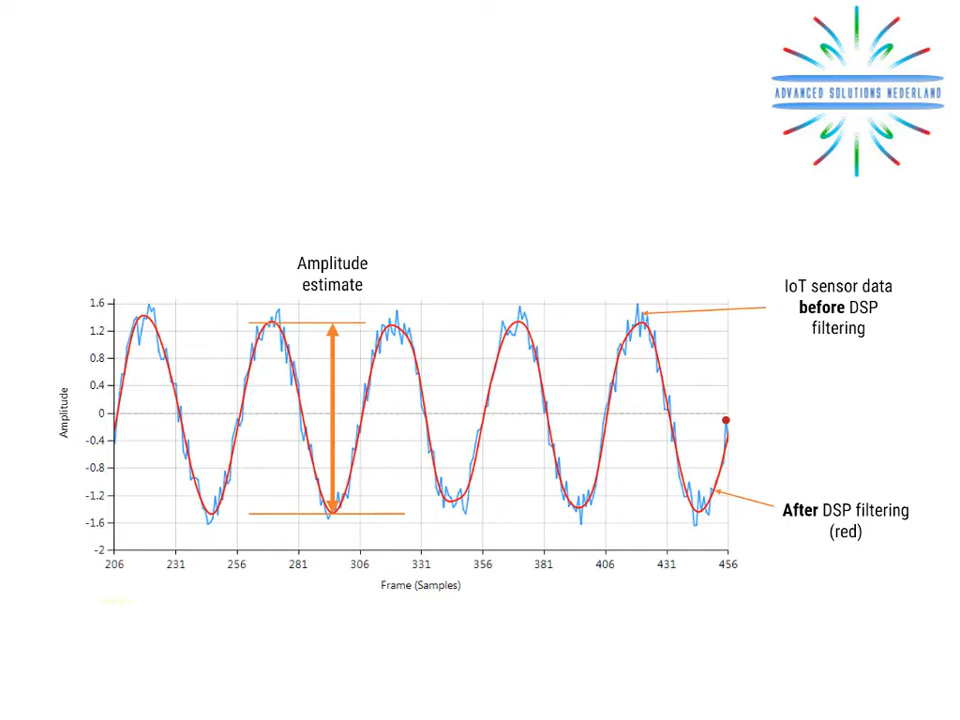 ADVANCED SOLUTIONS NEDERLAND
Amplitude
estimate
IoT sensor data
before DSP
filtering
After DSP filtering
(red)
Amplitude
1.6
1.2
0.8
0.4
0
-0.4
-0.8
-1.2
-1.6
-2
206 231 256 281 306 331 356 381 406 431 456
Frame (Samples)